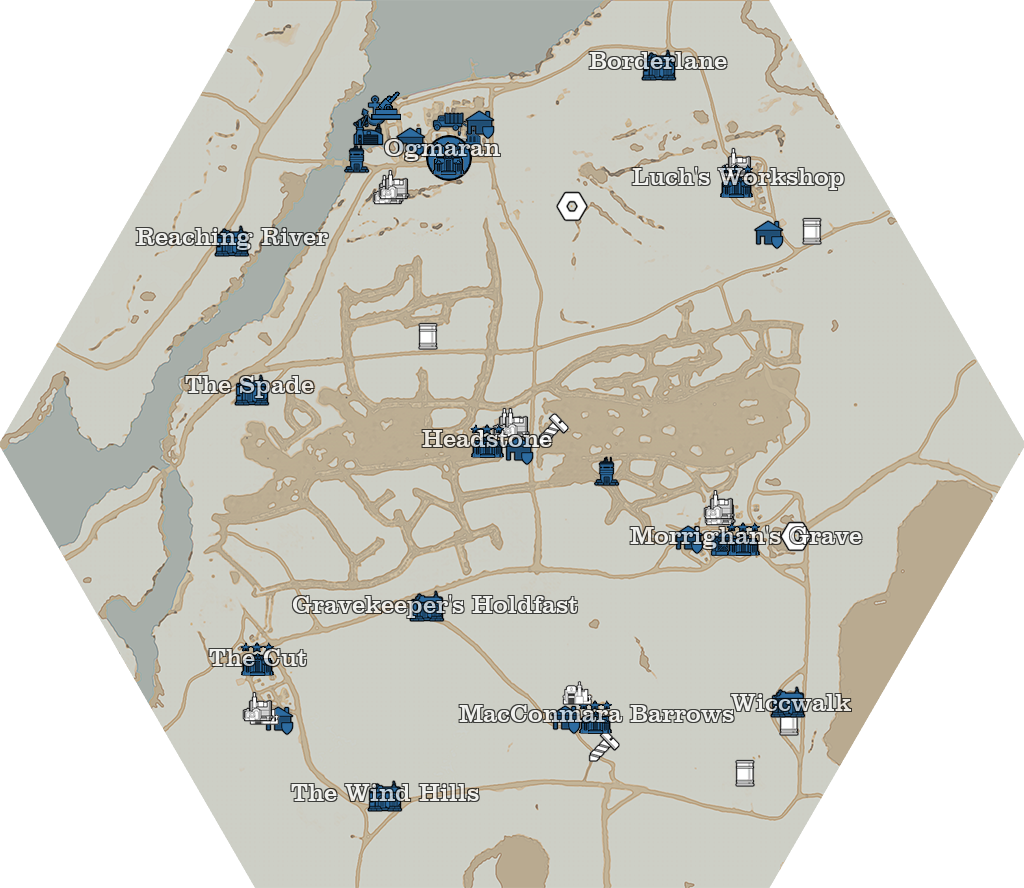 Borderlane
Ogmaran
Luch's Workshop
Reaching River
The Spade
Headstone
Morrighan's Grave
Gravekeeper's Holdfast
The Cut
Wiccwalk
MacConmara Barrows
The Wind Hills